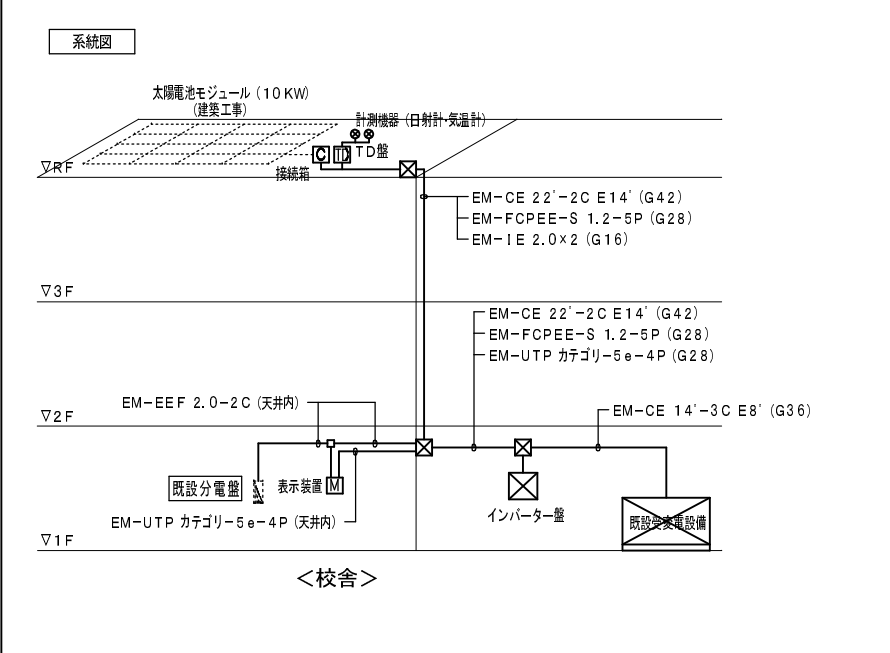 系統図
太陽電池モジュール（10KW）
（建築工事）
計測機器（日射計・気温計）
C
TD
TD盤
接続箱
▽RF
EM−CE 22゜−2C E14゜（G42）
EM−FCPEE−S 1.2−5P（G28）
EM−IE 2.0×2（G16）
▽3F
EM−CE 22゜−2C E14゜（G42）
EM−FCPEE−S 1.2−5P（G28）
EM−UTP カテゴリ−5e−4P（G28）
EM−EEF 2.0−2C（天井内）
EM−CE 14゜−3C E8゜（G36）
▽2F
既設分電盤
表示装置
M
インバーター盤
既設受変電設備
EM−UTP カテゴリ−5e−4P（天井内）
▽1F
＜校舎＞